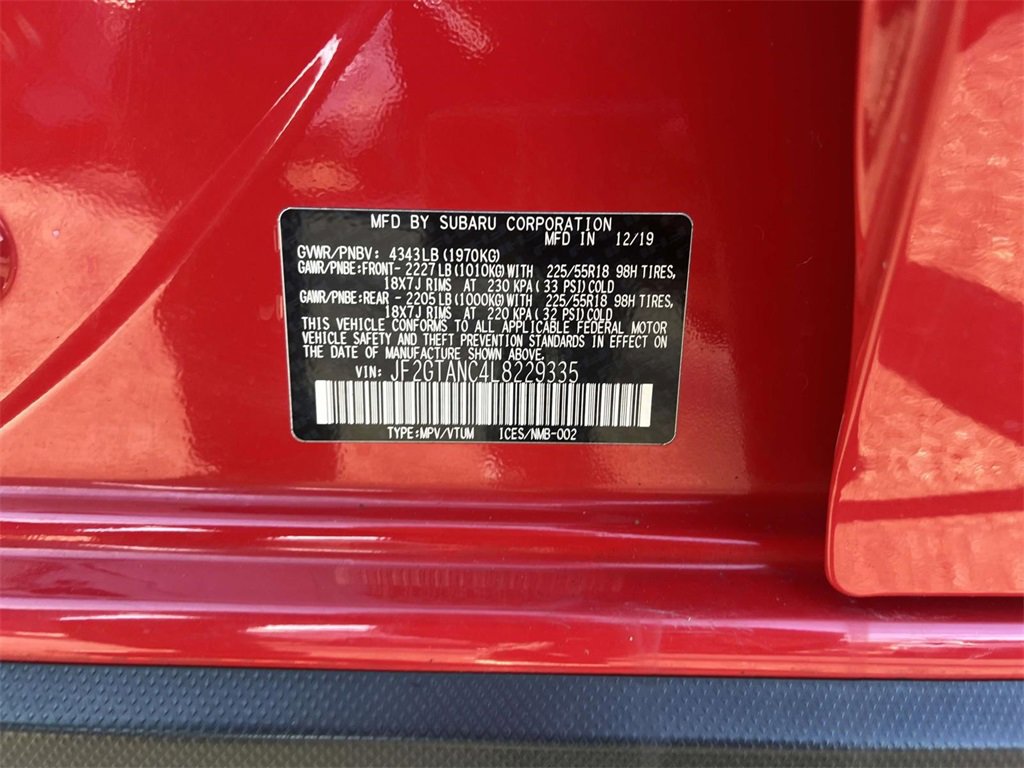 MFD BY SUBARU CORPORATION
MFD IN 12/19
GVWR/PNBV: 4343LB (1970KG)
GAWR/PNBE:FRONT- 2227LB(1010KG)WITH 225/55R18 98H TIRES,
18X7J RIMS AT 230 KPA( 33 PSI)COLD
GAWR/PNBE:REAR - 2205LB(1000KG)WITH 225/55R18 98H TIRES,
18X7J RIMS AT 220 KPA( 32 PSI)COLD
THIS VEHICLE CONFORMS TO ALL APPLICABLE FEDERAL MOTOR
VEHICLE SAFETY AND THEFT PREVENTION STANDARDS IN EFFECT ON
THE DATE OF MANUFACTURE SHOWN ABOVE.
VIN: JF2GTANC4L8229335
TYPE:MPV/VTUM ICES/NMB-002